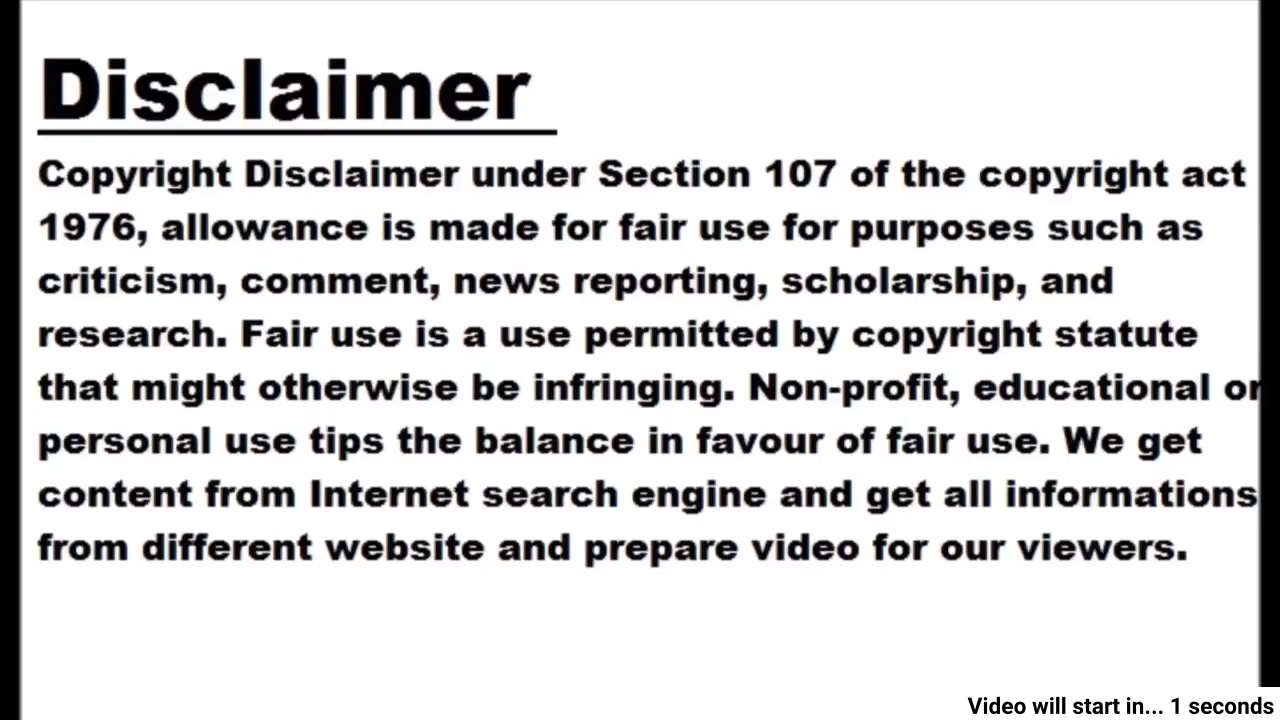 Disclaimer
Copyright Disclaimer under Section 107 of the copyright act
1976, allowance is made for fair use for purposes such as
criticism, comment, news reporting, scholarship, and
research. Fair use is a use permitted by copyright statute
that might otherwise be infringing. Non-profit, educational or
personal use tips the balance in favour of fair use. We get
content from Internet search engine and get all informations
from different website and prepare video for our viewers.
Video will start in... 1 seconds